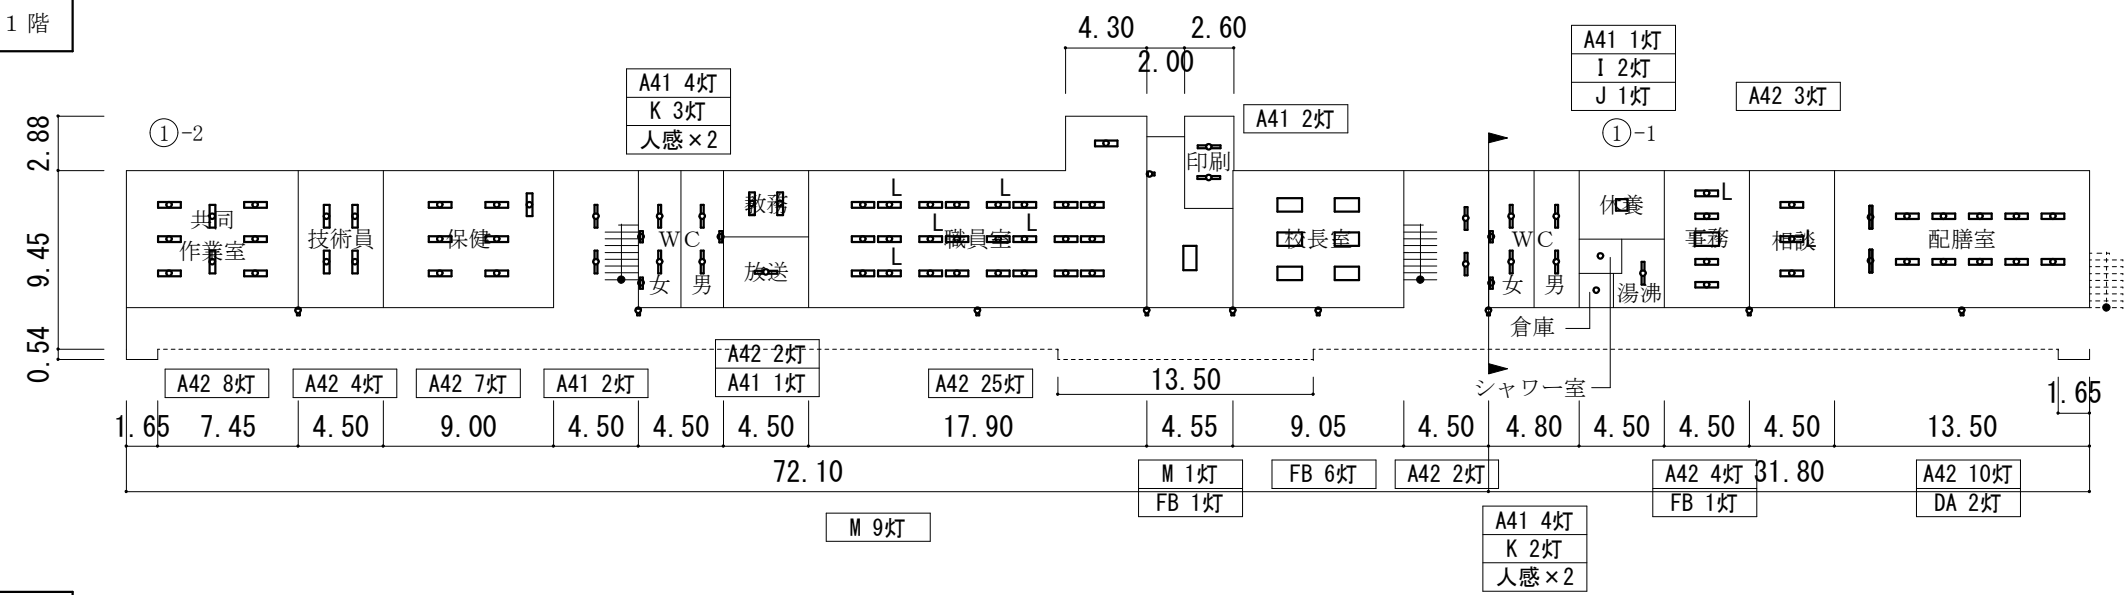 1 階
4.30
2.60
2.00
A41 1灯
I 2灯
J 1灯
A42 3灯
A41 4灯
K 3灯
人感×2
A41 2灯
2.88
①-2
①-1
印刷
L
L
L
共同
作業室
技術員
保健
WC
女
男
教務
放送
L
L
職員室
L
校長室
WC
女
男
休養
湯沸
事務
相談
配膳室
9.45
倉庫
シャワー室
0.54
A42 8灯
A42 4灯
A42 7灯
A41 2灯
A42 2灯
A41 1灯
A42 25灯
13.50
1.65
1.65
7.45
4.50
9.00
4.50
4.50
4.50
17.90
4.55
9.05
4.50
4.80
4.50
4.50
4.50
13.50
72.10
M 1灯
FB 1灯
FB 6灯
A42 2灯
A42 4灯
FB 1灯
31.80
A42 10灯
DA 2灯
M 9灯
A41 4灯
K 2灯
人感×2